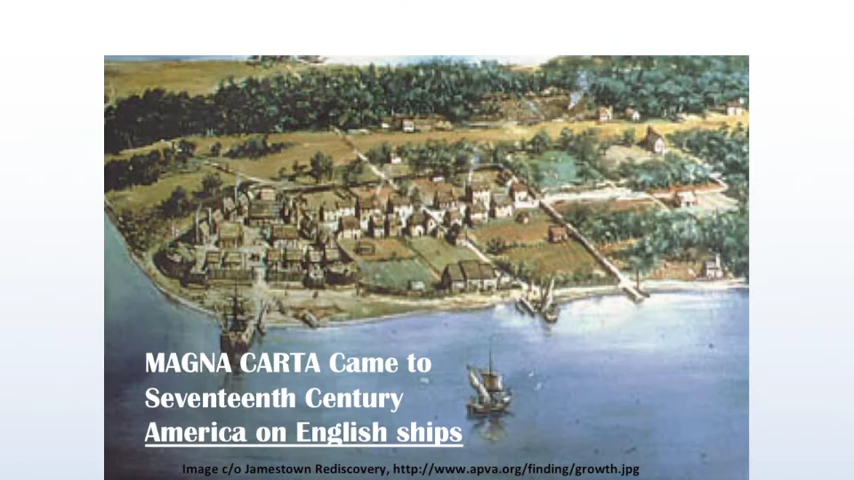 MAGNA CARTA Came to
Seventeenth Century
America on English ships
Image c/o Jamestown Rediscovery, http://www.apva.org/finding/growth.jpg